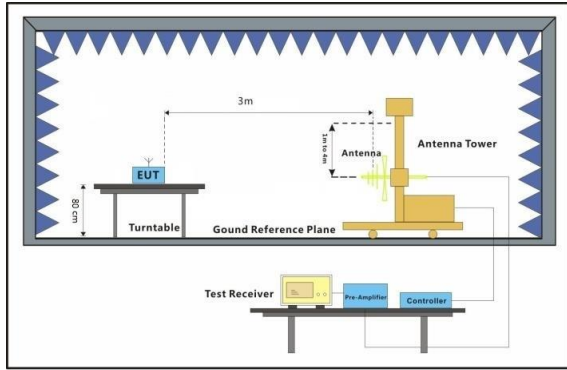 3m
1m to 4m
Antenna
Antenna Tower
EUT
80 cm
Turntable
Gound Reference Plane
Test Receiver
Pre-Amplifier
Controller